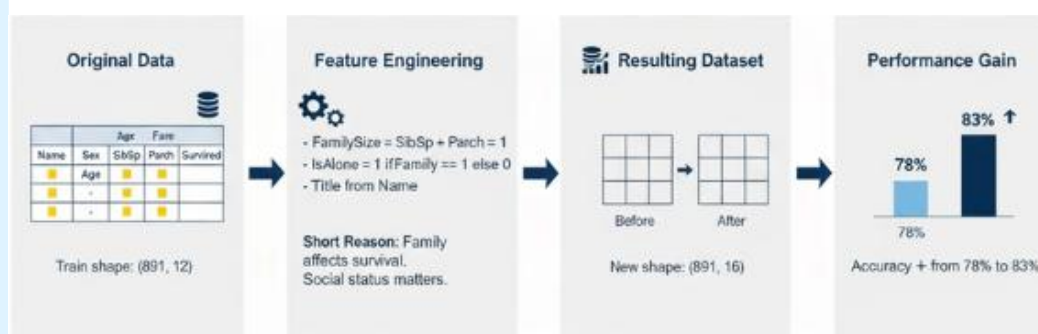 Original Data
Age Fare
Name Sex SibSp Parch Survired
Age
Train shape: (891, 12)
Feature Engineering
- FamilySize = SibSp + Parch = 1
- IsAlone = 1 ifFamily == 1 else 0
- Title from Name
Short Reason: Family
affects survival.
Social status matters.
Resulting Dataset
Before After
New shape: (891, 16)
Performance Gain
83% ↑
78%
78%
Accuracy + from 78% to 83%